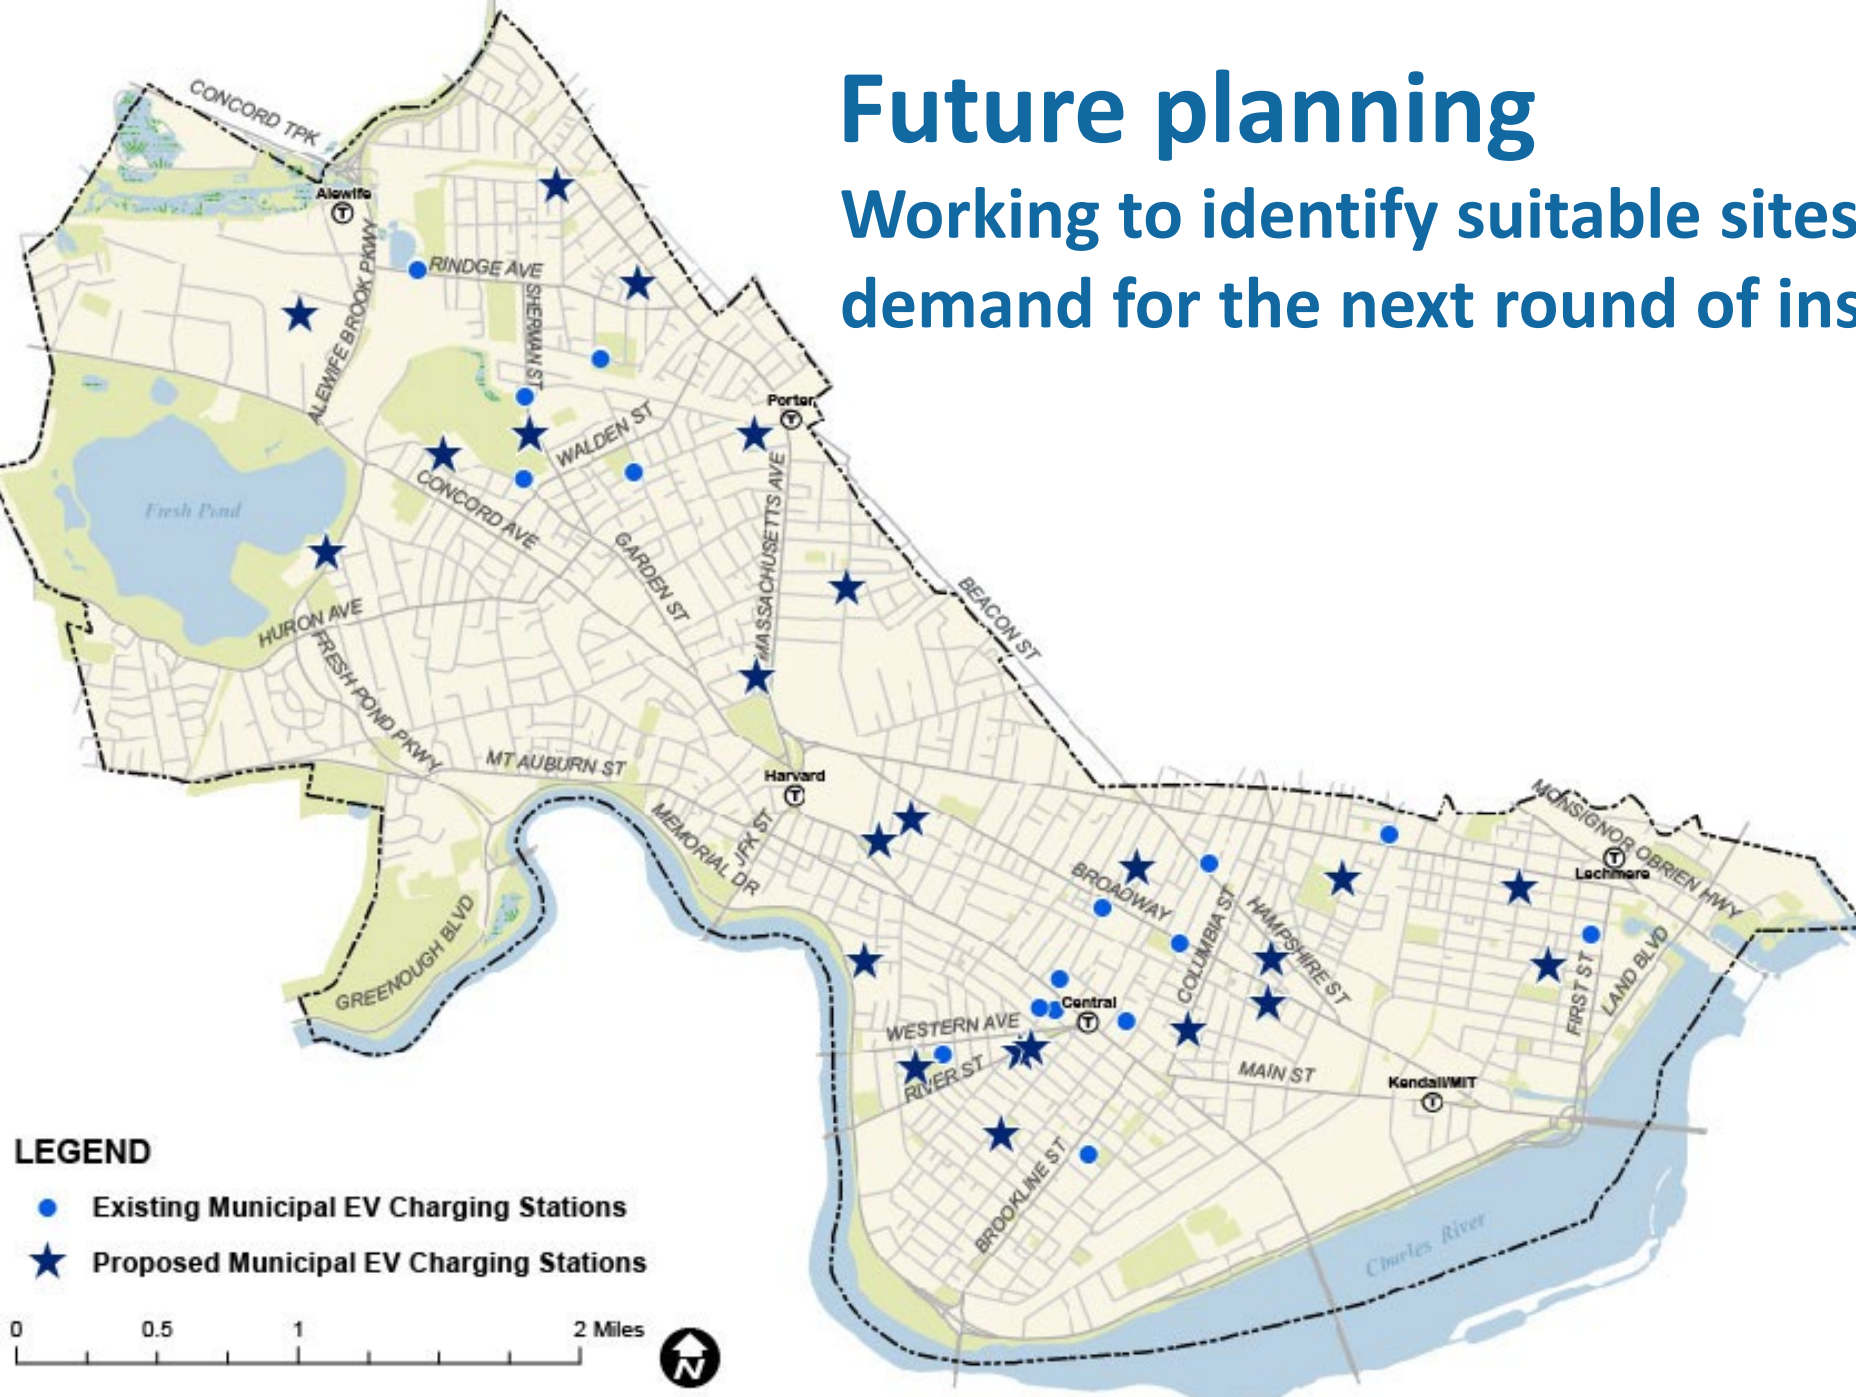 Future planning
Working to identify suitable sites
demand for the next round of ins
CONCORD TPK
Alewife
T
RINDGE AVE
ALEWIFE BROOK PKWY
SHERMAN ST
Porter
T
WALDEN ST
CONCORD AVE
MASSACHUSETTS AVE
Fresh Pond
GARDEN ST
BEACON ST
HURON AVE
FRESH POND PKWY
MT AUBURN ST
Harvard
T
MEMORIAL DR
JFK ST
MONSIGNOR OBRIEN HWY
T
Lechmere
BROADWAY
COLUMBIA ST
HAMPSHIRE ST
GREENOUGH BLVD
FIRST ST
LAND BLVD
Central
T
WESTERN AVE
RIVER ST
MAIN ST
Kendall/MIT
T
BROOKLINE ST
Charles River
LEGEND
Existing Municipal EV Charging Stations
Proposed Municipal EV Charging Stations
0 0.5 1 2 Miles
N